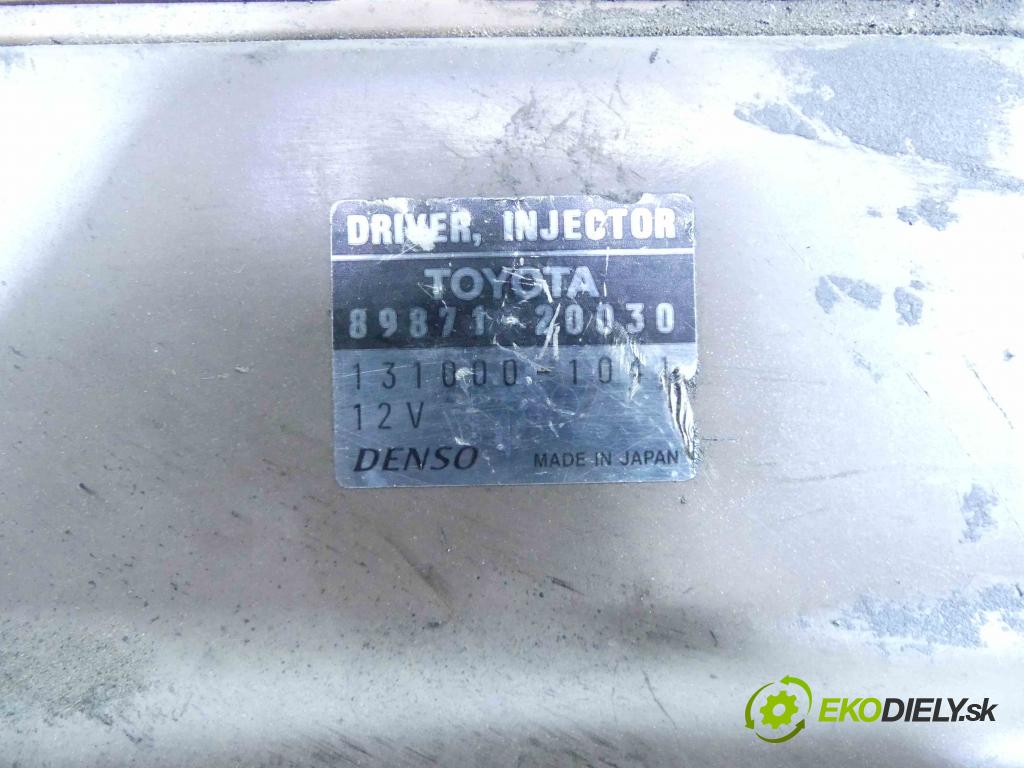 DRIVER, INJECTOR
TOYOTA
89871-20030
12V
DENSO MADE IN JAPAN
EKODIELY.sk